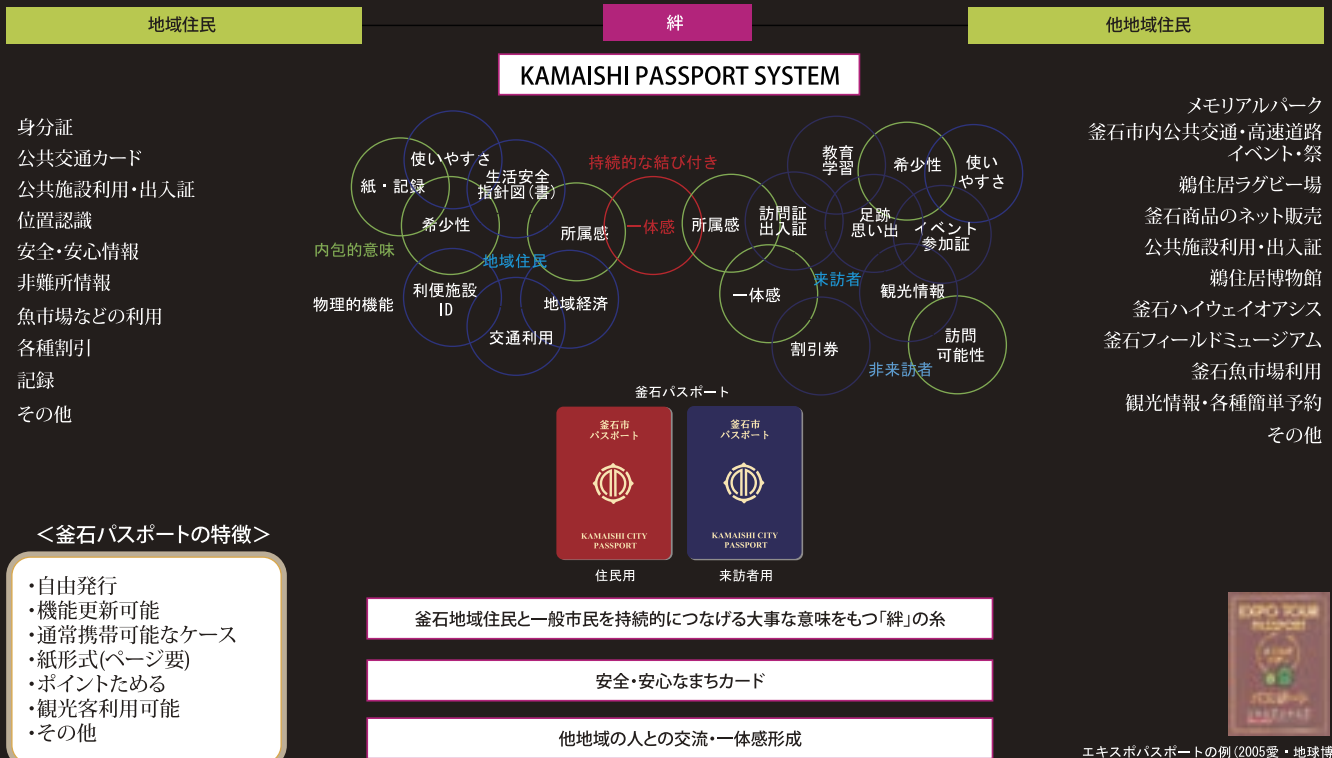 地域住民
絆
他地域住民
KAMAISHI PASSPORT SYSTEM
身分証
公共交通カード
公共施設利用・出入証
位置認識
安全・安心情報
非難所情報
魚市場などの利用
各種割引
記録
その他
使いやすさ
紙・記録
生活安全
指針図(書)
希少性
所属感
内包的意味
地域住民
物理的機能
利便施設
ID
地域経済
交通利用
持続的な結び付き
一体感
所属感
訪問証
出入証
教育
学習
希少性
使い
やすさ
足跡
思い出
イベント
参加証
一体感
来訪者
観光情報
割引券
非来訪者
訪問
可能性
メモリアルパーク
釜石市内公共交通・高速道路
イベント・祭
鵜住居ラグビー場
釜石商品のネット販売
公共施設利用・出入証
鵜住居博物館
釜石ハイウェイオアシス
釜石フィールドミュージアム
釜石魚市場利用
観光情報・各種簡単予約
その他
釜石パスポート
釜石市
パスポート
KAMAISHI CITY
PASSPORT
住民用
釜石市
パスポート
KAMAISHI CITY
PASSPORT
来訪者用
＜釜石パスポートの特徴＞
・自由発行
・機能更新可能
・通常携帯可能なケース
・紙形式(ページ要)
・ポイントためる
・観光客利用可能
・その他
釜石地域住民と一般市民を持続的につなげる大事な意味をもつ「絆」の糸
安全・安心なまちカード
他地域の人との交流・一体感形成
EXPO TOUR
PASSPORT
パスポート
エキスポパスポートの例(2005愛・地球博